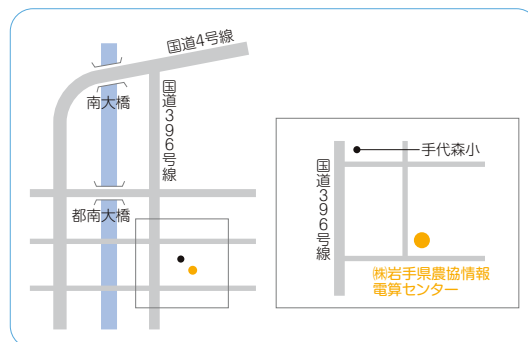 国道4号線
南大橋
国道396号線
都南大橋
手代森小
国道396号線
㈱岩手県農協情報
電算センター